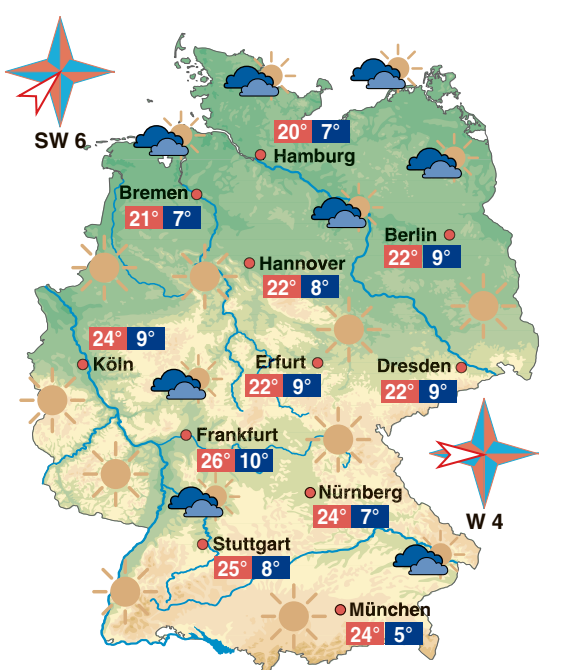 SW 6
20° 7°
Hamburg
Bremen
21° 7°
Berlin
22° 9°
Hannover
22° 8°
24° 9°
Köln
Erfurt
22° 9°
Dresden
22° 9°
Frankfurt
26° 10°
W 4
Nürnberg
24° 7°
Stuttgart
25° 8°
München
24° 5°